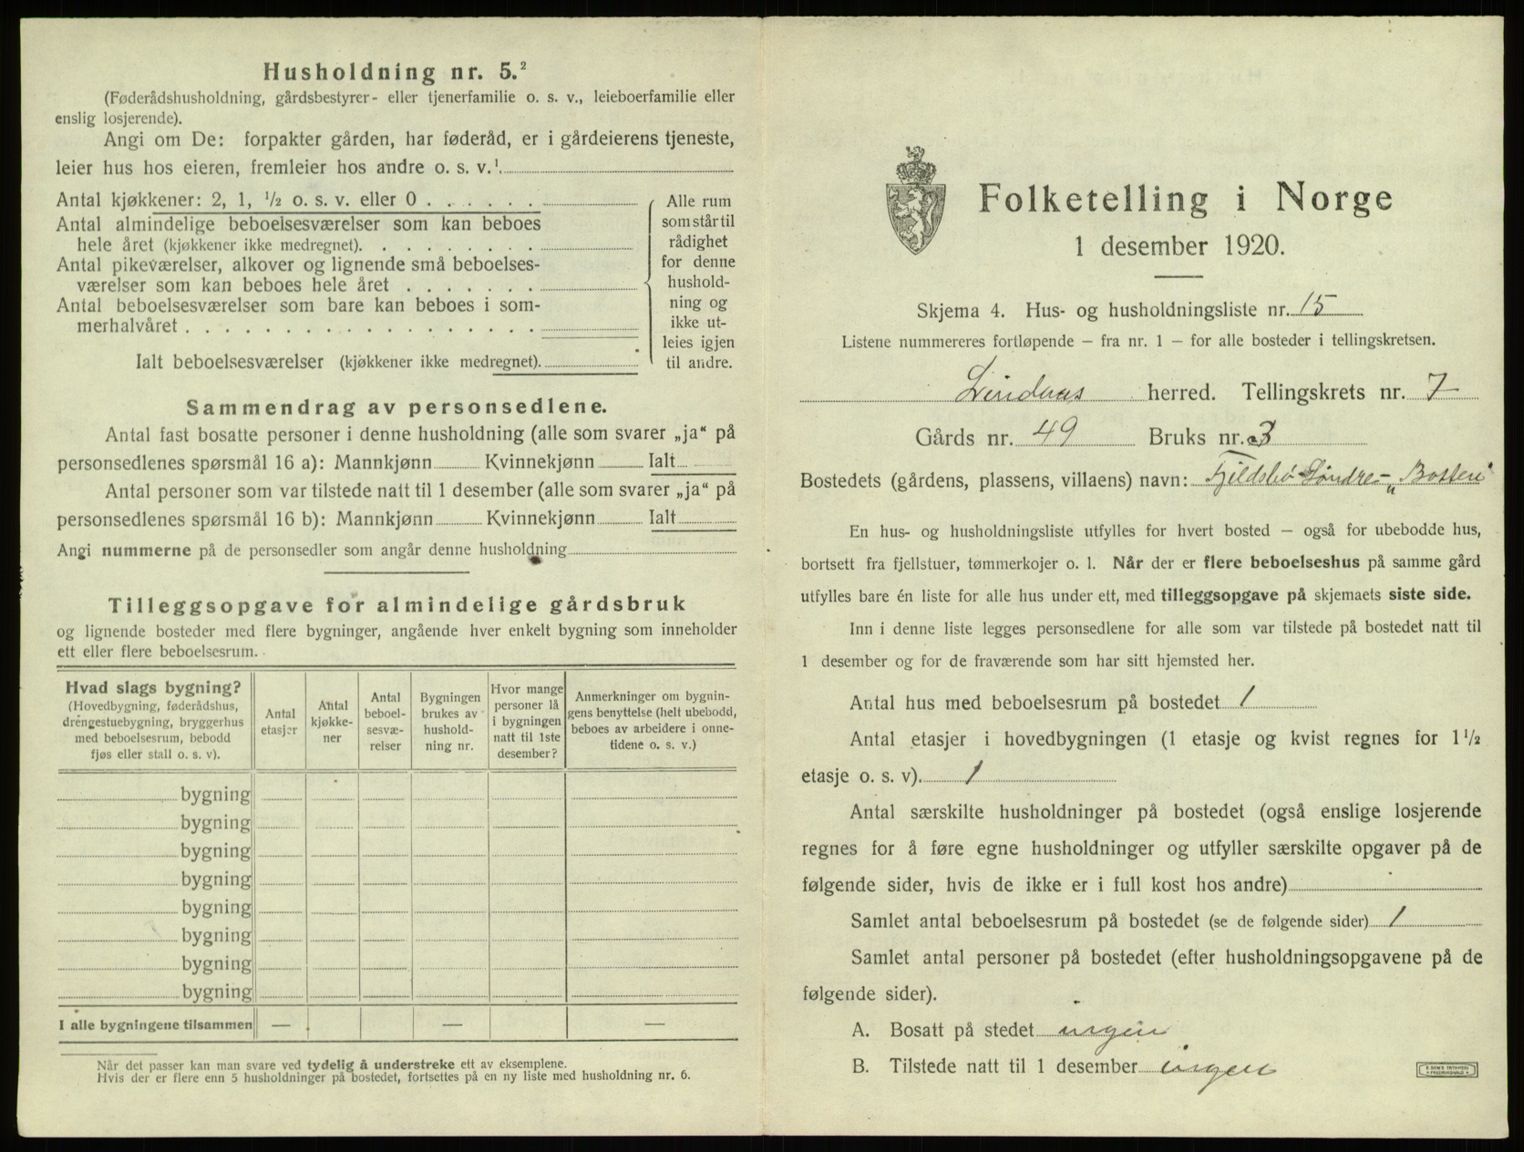 Husholdning nr. 5.²
(Føderådshusholdning, gårdsbestyrer- eller tjenerfamilie o. s. v., leieboerfamilie eller
enslig losjerende).
Angi om De: forpakter gården, har føderåd, er i gårdeierens tjeneste,
leier hus hos eieren, fremleier hos andre o. s. v.¹
Antal kjøkkener: 2, 1, ½ o. s. v. eller 0 . . . . . .
Antal almindelige beboelsesværelser som kan beboes
hele året (kjøkkener ikke medregnet). . . . . . . . .
Antal pikeværelser, alkover og lignende små beboelses-
værelser som kan beboes hele året . . . . . . .
Antal beboelsesværelser som bare kan beboes i som-
merhalvåret . . . . . . . . . . . . . . . . . .
Ialt beboelsesværelser (kjøkkener ikke medregnet).
Alle rum
som står til
rådighet
for denne
hushold-
ning og
ikke ut-
leies igjen
til andre.
Sammendrag av personsedlene.
Antal fast bosatte personer i denne husholdning (alle som svarer „ja“ på
personsedlenes spørsmål 16 a): Mannkjønn Kvinnekjønn Ialt
Antal personer som var tilstede natt til 1 desember (alle som svarer „ja“ på
personsedlenes spørsmål 16 b): Mannkjønn Kvinnekjønn Ialt
Angi nummerne på de personsedler som angår denne husholdning
Tilleggsopgave for almindelige gårdsbruk
og lignende bosteder med flere bygninger, angående hver enkelt bygning som inneholder
ett eller flere beboelsesrum.
Hvad slags bygning?
(Hovedbygning, føderådshus,
drengestuebygning, bryggerhus
med beboelsesrum, bebodd
fjøs eller stall o. s. v).
Antal
etasjer
Antal
kjøkke-
ner
Antal
beboel-
sesvæ-
relser
Bygningen
brukes av
hushold-
ning nr.
Hvor mange
personer lå
i bygningen
natt til 1ste
desember?
Anmerkninger om bygnin-
gens benyttelse (helt ubebodd,
beboes av arbeidere i onne-
tidene o. s. v.)
bygning
bygning
bygning
bygning
bygning
bygning
bygning
bygning
I alle bygningene tilsammen — — —
Når det passer kan man svare ved tydelig å understreke ett av eksemplene.
Hvis der er flere enn 5 husholdninger på bostedet, fortsettes på en ny liste med husholdning nr. 6.
Folketelling i Norge
1 desember 1920.
Skjema 4. Hus- og husholdningsliste nr. 15
Listene nummereres fortløpende – fra nr. 1 – for alle bosteder i tellingskretsen.
Lindaas herred. Tellingskrets nr. 7
Gårds nr. 49 Bruks nr. 3
Bostedets (gårdens, plassens, villaens) navn: Fjeldsbø Søndre – „Botten“
En hus- og husholdningsliste utfylles for hvert bosted – også for ubebodde hus,
bortsett fra fjellstuer, tømmerkojer o. l. Når der er flere beboelseshus på samme gård
utfylles bare én liste for alle hus under ett, med tilleggsopgave på skjemaets siste side.
Inn i denne liste legges personsedlene for alle som var tilstede på bostedet natt til
1 desember og for de fraværende som har sitt hjemsted her.
Antal hus med beboelsesrum på bostedet 1
Antal etasjer i hovedbygningen (1 etasje og kvist regnes for 1½
etasje o. s. v). 1
Antal særskilte husholdninger på bostedet (også enslige losjerende
regnes for å føre egne husholdninger og utfyller særskilte opgaver på de
følgende sider, hvis de ikke er i full kost hos andre)
Samlet antal beboelsesrum på bostedet (se de følgende sider) 1
Samlet antal personer på bostedet (efter husholdningsopgavene på de
følgende sider).
A. Bosatt på stedet ingen
B. Tilstede natt til 1 desember ingen